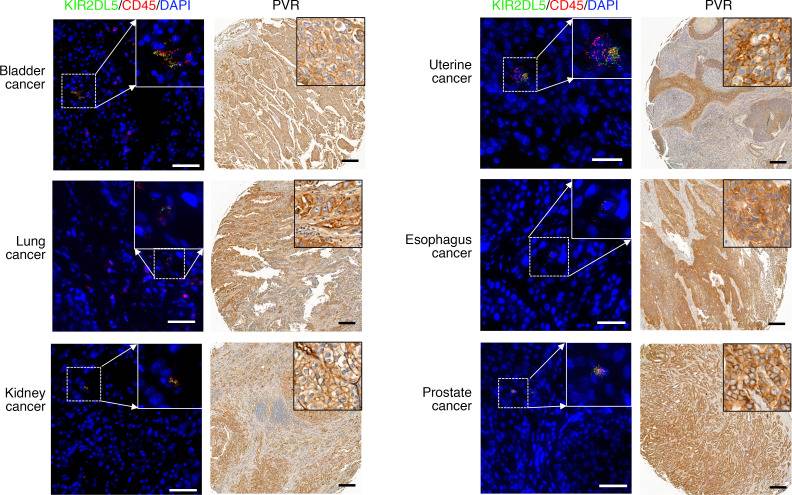 KIR2DL5/CD45/DAPI
PVR
KIR2DL5/CD45/DAPI
PVR
Bladder
cancer
Uterine
cancer
Lung
cancer
Esophagus
cancer
Kidney
cancer
Prostate
cancer